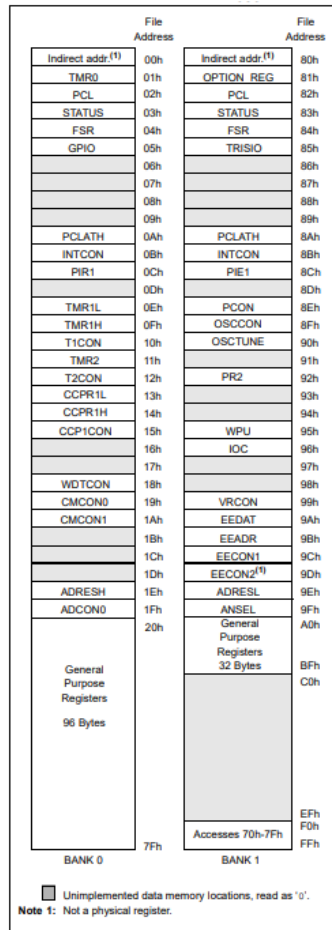 File Address File Address
Indirect addr.(1) 00h Indirect addr.(1) 80h
TMR0 01h OPTION_REG 81h
PCL 02h PCL 82h
STATUS 03h STATUS 83h
FSR 04h FSR 84h
GPIO 05h TRISIO 85h
06h 86h
07h 87h
08h 88h
09h 89h
PCLATH 0Ah PCLATH 8Ah
INTCON 0Bh INTCON 8Bh
PIR1 0Ch PIE1 8Ch
0Dh 8Dh
TMR1L 0Eh PCON 8Eh
TMR1H 0Fh OSCCON 8Fh
T1CON 10h OSCTUNE 90h
TMR2 11h 91h
T2CON 12h PR2 92h
CCPR1L 13h 93h
CCPR1H 14h 94h
CCP1CON 15h WPU 95h
16h IOC 96h
17h 97h
WDTCON 18h 98h
CMCON0 19h VRCON 99h
CMCON1 1Ah EEDAT 9Ah
1Bh EEADR 9Bh
1Ch EECON1 9Ch
1Dh EECON2(1) 9Dh
ADRESH 1Eh ADRESL 9Eh
ADCON0 1Fh ANSEL 9Fh
20h General A0h
Purpose
Registers
General 32 Bytes BFh
Purpose C0h
Registers
96 Bytes
EFh
Accesses 70h-7Fh F0h
7Fh FFh
BANK 0 BANK 1
Unimplemented data memory locations, read as '0'.
Note 1: Not a physical register.